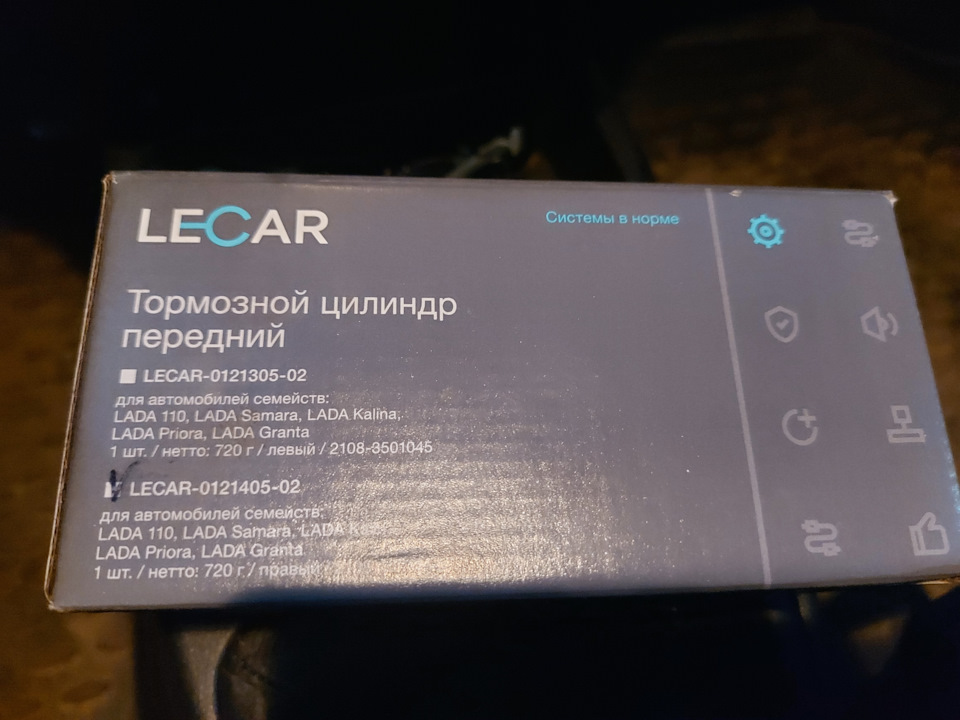 LECAR
Системы в норме
Тормозной цилиндр
передний
LECAR-0121305-02
для автомобилей семейств:
LADA 110, LADA Samara, LADA Kalina,
LADA Priora, LADA Granta
1 шт. / нетто: 720 г / левый / 2108-3501045
LECAR-0121405-02
для автомобилей семейств:
LADA 110, LADA Samara, LADA
LADA Priora, LADA Granta
1 шт. / нетто: 720 г / правый